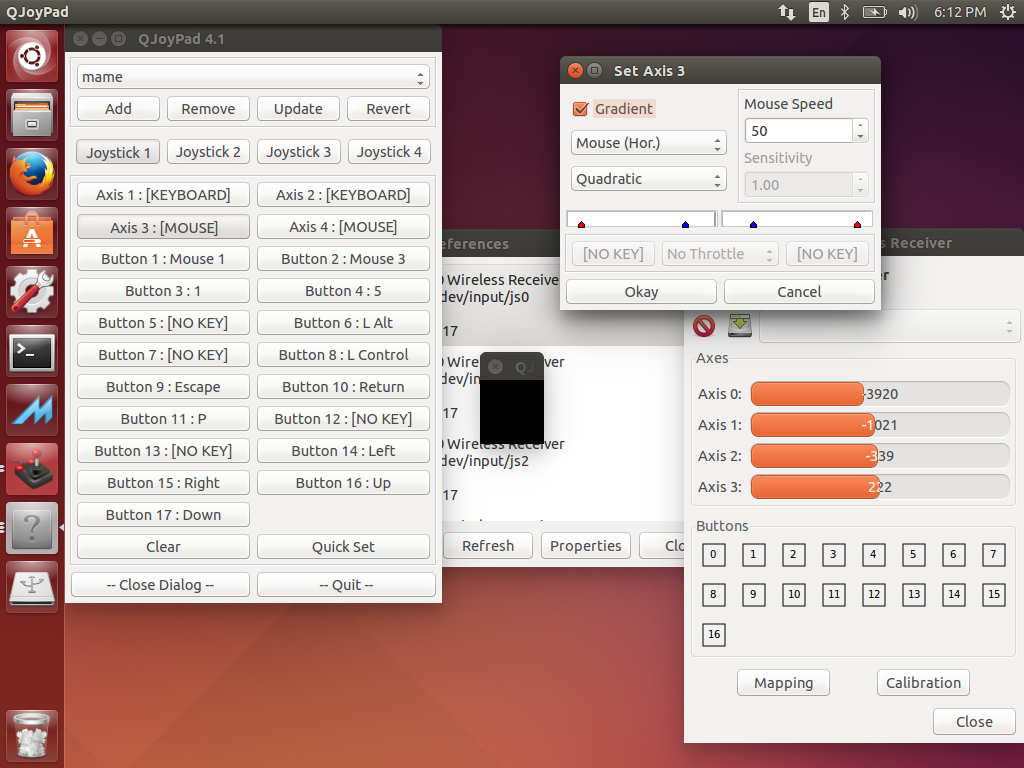 QJoyPad
En
6:12 PM
QJoyPad 4.1
mame
Add
Remove
Update
Revert
Joystick 1
Joystick 2
Joystick 3
Joystick 4
Axis 1 : [KEYBOARD]
Axis 2 : [KEYBOARD]
Axis 3 : [MOUSE]
Axis 4 : [MOUSE]
Button 1 : Mouse 1
Button 2 : Mouse 3
Button 3 : 1
Button 4 : 5
Button 5 : [NO KEY]
Button 6 : L Alt
Button 7 : [NO KEY]
Button 8 : L Control
Button 9 : Escape
Button 10 : Return
Button 11 : P
Button 12 : [NO KEY]
Button 13 : [NO KEY]
Button 14 : Left
Button 15 : Right
Button 16 : Up
Button 17 : Down
Clear
Quick Set
-- Close Dialog --
-- Quit --
Set Axis 3
Gradient
Mouse Speed
50
Mouse (Hor.)
Sensitivity
Quadratic
1.00
[NO KEY]
No Throttle
[NO KEY]
Okay
Cancel
eferences
Wireless Receiver
dev/input/js0
17
Wireless Receiver
dev/in
17
Wireless Receiver
dev/input/js2
17
QJ
Refresh
Properties
Clo
s Receiver
r
Axes
Axis 0:
-3920
Axis 1:
-1021
Axis 2:
-339
Axis 3:
222
Buttons
0
1
2
3
4
5
6
7
8
9
10
11
12
13
14
15
16
Mapping
Calibration
Close